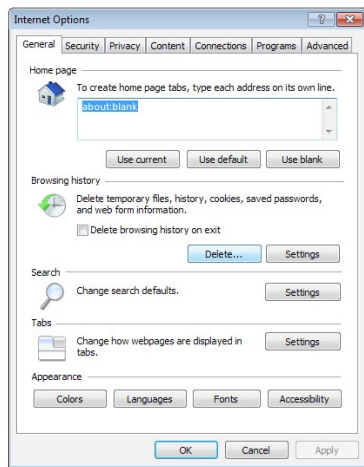 Internet Options
General Security Privacy Content Connections Programs Advanced
Home page
To create home page tabs, type each address on its own line.
about:blank
Use current Use default Use blank
Browsing history
Delete temporary files, history, cookies, saved passwords,
and web form information.
Delete browsing history on exit
Delete... Settings
Search
Change search defaults. Settings
Tabs
Change how webpages are displayed in
tabs.
Settings
Appearance
Colors Languages Fonts Accessibility
OK Cancel Apply